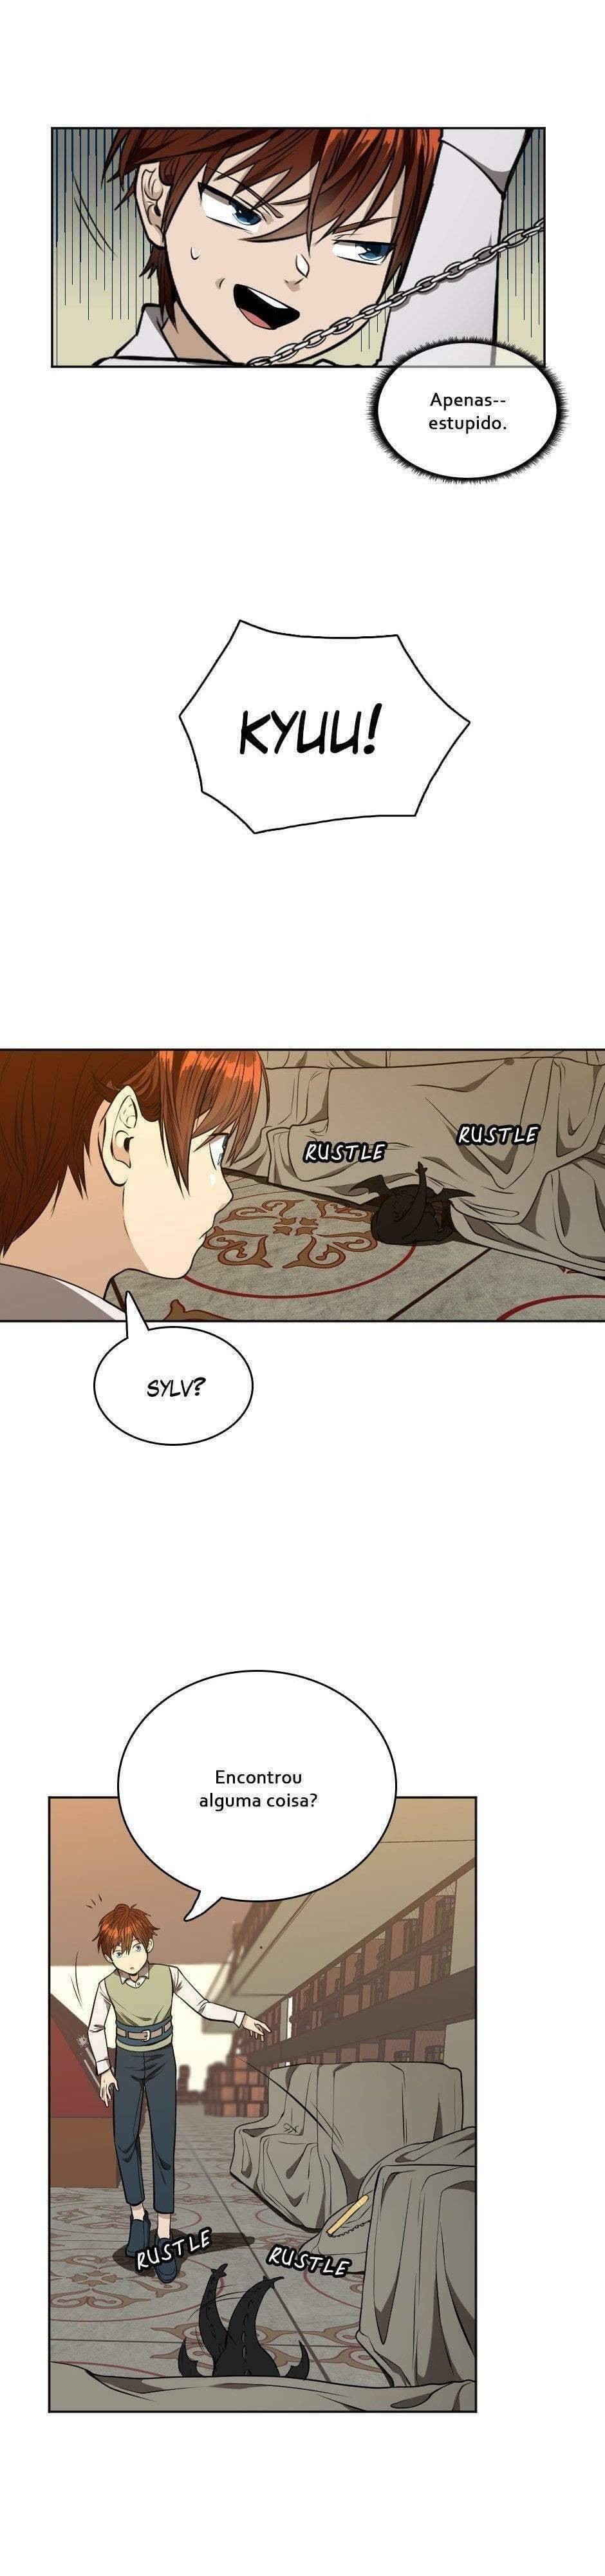 Apenas--
estupido.
KYUU!
RUSTLE
RUSTLE
SYLV?
Encontrou
alguma coisa?
RUSTLE
RUSTLE